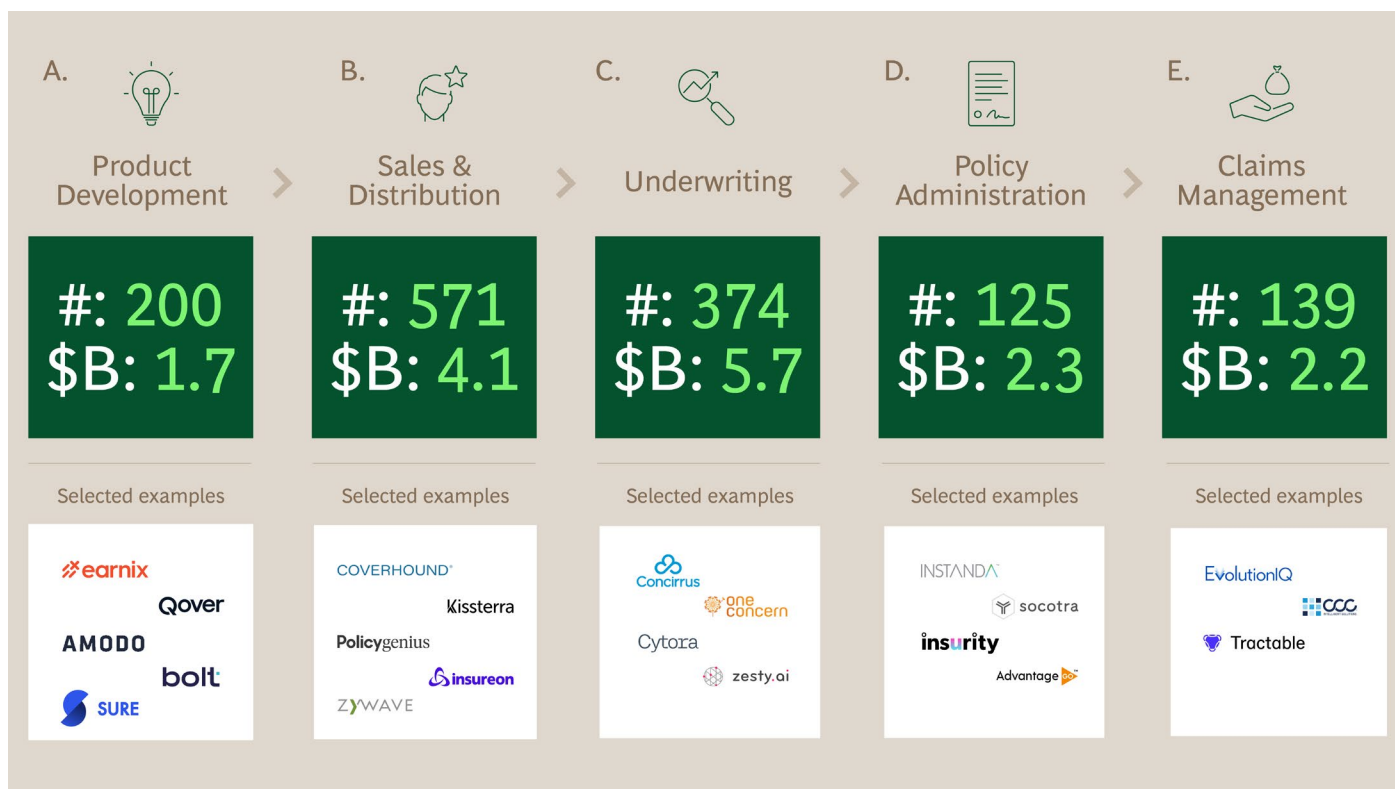 A.
Product
Development
#: 200
$B: 1.7
Selected examples
earnix
Qover
AMODO
bolt
SURE
B.
Sales &
Distribution
#: 571
$B: 4.1
Selected examples
COVERHOUND®
Kissterra
Policygenius
insureon
ZYWAVE
C.
Underwriting
#: 374
$B: 5.7
Selected examples
Concirrus
one
concern
Cytora
zesty.ai
D.
Policy
Administration
#: 125
$B: 2.3
Selected examples
INSTANDA™
socotra
insurity
Advantage GO™
E.
Claims
Management
#: 139
$B: 2.2
Selected examples
EvolutionIQ
CCC
Tractable